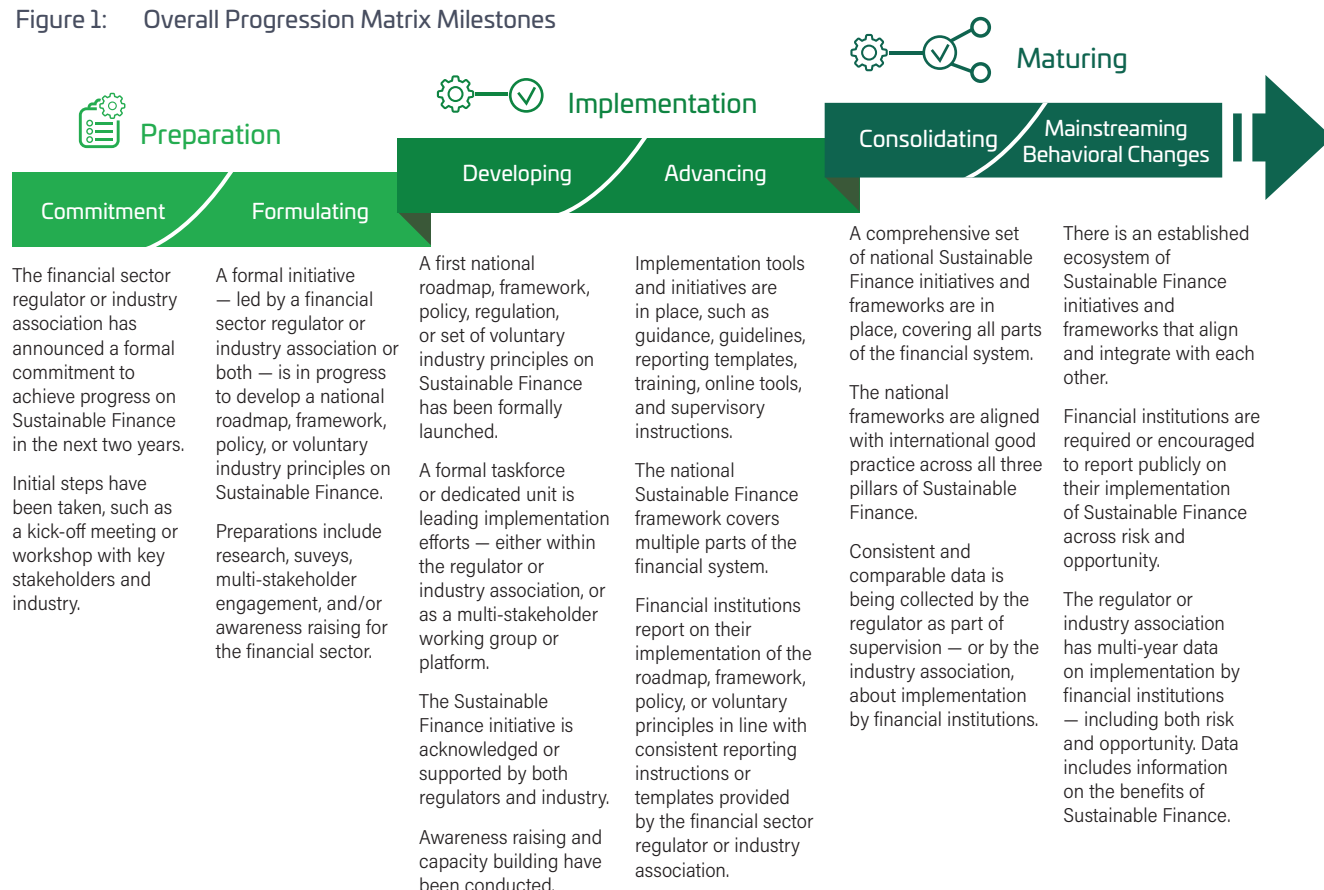 Figure 1: Overall Progression Matrix Milestones
Preparation
Commitment
Formulating
The financial sector
regulator or industry
association has
announced a formal
commitment to
achieve progress on
Sustainable Finance
in the next two years.
Initial steps have
been taken, such as
a kick-off meeting or
workshop with key
stakeholders and
industry.
A formal initiative
— led by a financial
sector regulator or
industry association or
both — is in progress
to develop a national
roadmap, framework,
policy, or voluntary
industry principles on
Sustainable Finance.
Preparations include
research, suveys,
multi-stakeholder
engagement, and/or
awareness raising for
the financial sector.
Implementation
Developing
Advancing
A first national
roadmap, framework,
policy, regulation,
or set of voluntary
industry principles on
Sustainable Finance
has been formally
launched.
A formal taskforce
or dedicated unit is
leading implementation
efforts — either within
the regulator or
industry association, or
as a multi-stakeholder
working group or
platform.
The Sustainable
Finance initiative is
acknowledged or
supported by both
regulators and industry.
Awareness raising and
capacity building have
been conducted.
Implementation tools
and initiatives are
in place, such as
guidance, guidelines,
reporting templates,
training, online tools,
and supervisory
instructions.
The national
Sustainable Finance
framework covers
multiple parts of the
financial system.
Financial institutions
report on their
implementation of the
roadmap, framework,
policy, or voluntary
principles in line with
consistent reporting
instructions or
templates provided
by the financial sector
regulator or industry
association.
Maturing
Consolidating
Mainstreaming
Behavioral Changes
A comprehensive set
of national Sustainable
Finance initiatives and
frameworks are in
place, covering all parts
of the financial system.
The national
frameworks are aligned
with international good
practice across all three
pillars of Sustainable
Finance.
Consistent and
comparable data is
being collected by the
regulator as part of
supervision — or by the
industry association,
about implementation
by financial institutions.
There is an established
ecosystem of
Sustainable Finance
initiatives and
frameworks that align
and integrate with each
other.
Financial institutions are
required or encouraged
to report publicly on
their implementation
of Sustainable Finance
across risk and
opportunity.
The regulator or
industry association
has multi-year data
on implementation by
financial institutions
— including both risk
and opportunity. Data
includes information
on the benefits of
Sustainable Finance.